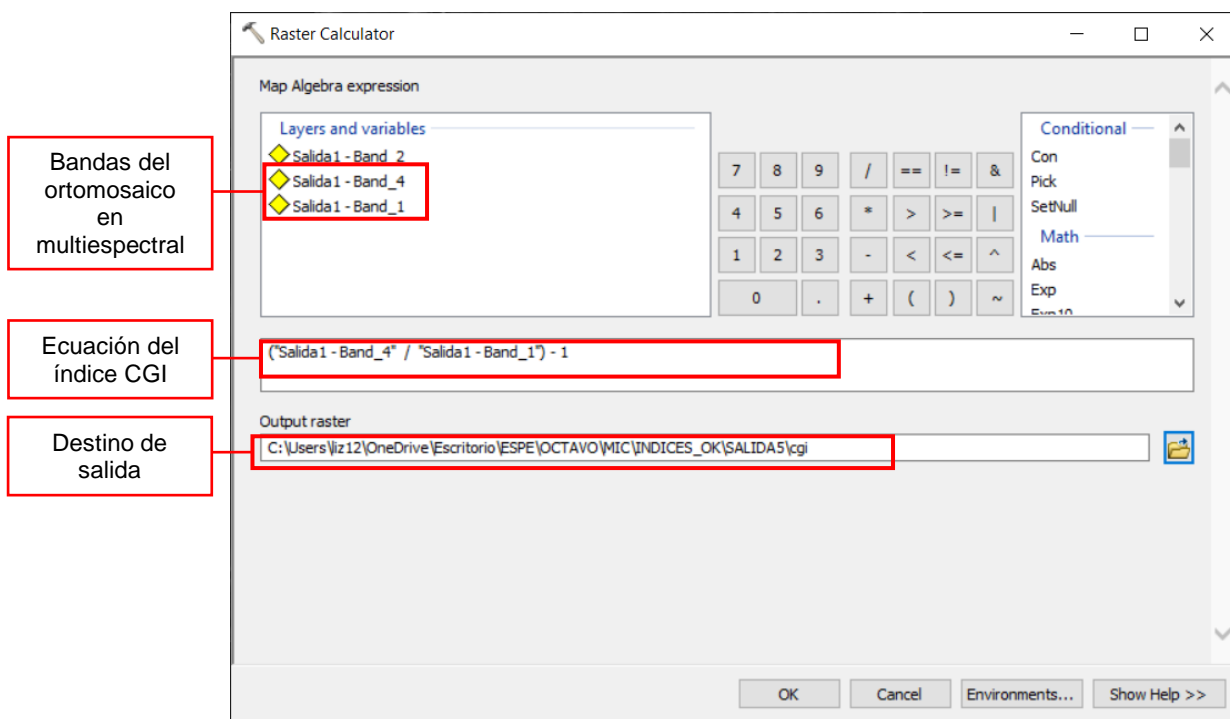 Raster Calculator
Map Algebra expression
Layers and variables
Salida1 - Band_2
Salida1 - Band_4
Salida1 - Band_1
7 8 9 / == != &
4 5 6 * > >= |
1 2 3 - < <= ^
0 . + ( ) ~
Conditional
Con
Pick
SetNull
Math
Abs
Exp
Exp10
Bandas del
ortomosaico
en
multiespectral
Ecuación del
índice CGI
("Salida1 - Band_4" / "Salida1 - Band_1") - 1
Destino de
salida
Output raster
C:\Users\liz12\OneDrive\Escritorio\ESPE\OCTAVO\MIC\INDICES_OK\SALIDA5\cgi
OK Cancel Environments... Show Help >>